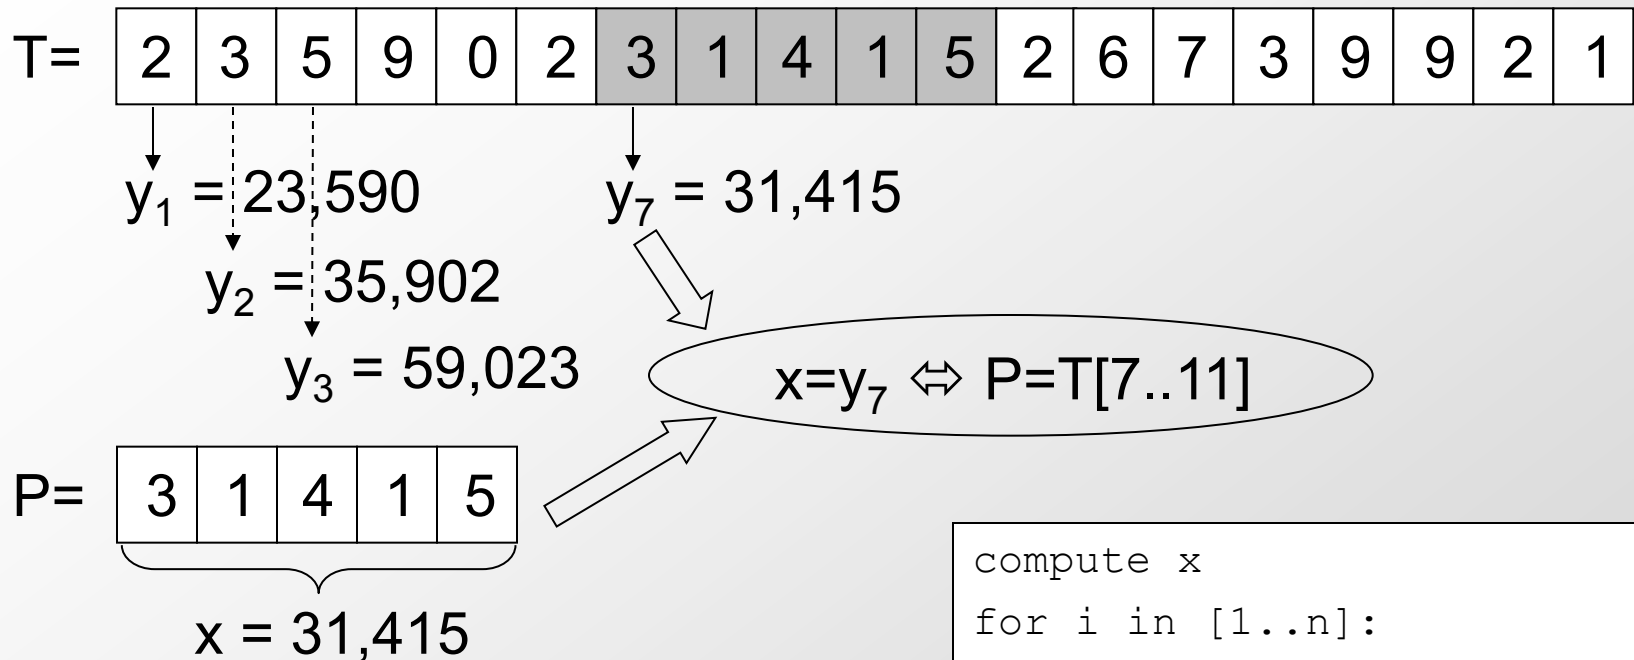 T= 2 3 5 9 0 2 3 1 4 1 5 2 6 7 3 9 9 2 1
y₁ = 23,590
y₇ = 31,415
y₂ = 35,902
y₃ = 59,023
x=y₇ ⇔ P=T[7..11]
P= 3 1 4 1 5
x = 31,415
compute x
for i in [1..n]: